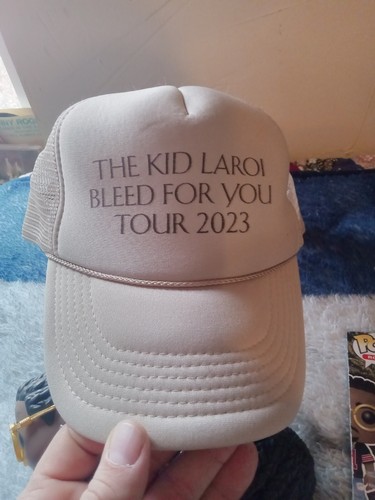 THE KID LAROI
BLEED FOR YOU
TOUR 2023